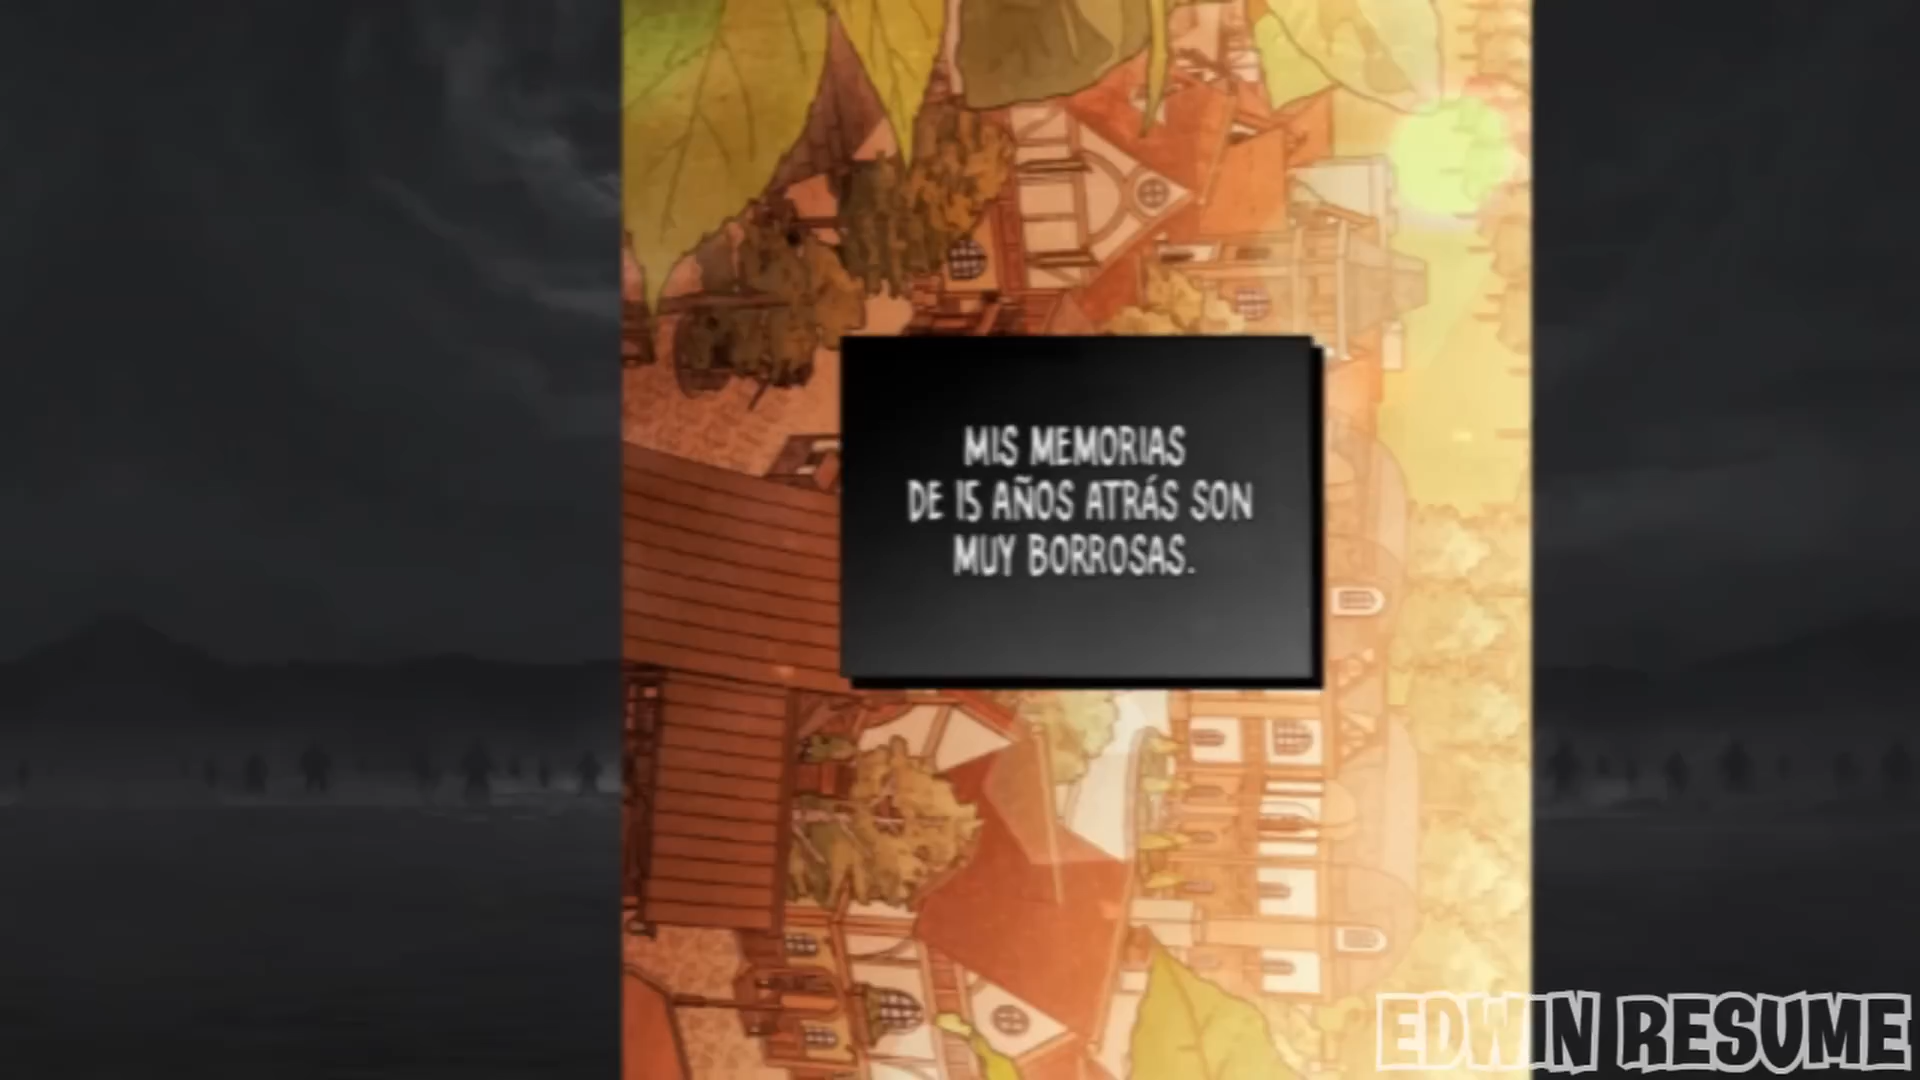 MIS MEMORIAS
DE 15 AÑOS ATRÁS SON
MUY BORROSAS.
EDWIN RESUME